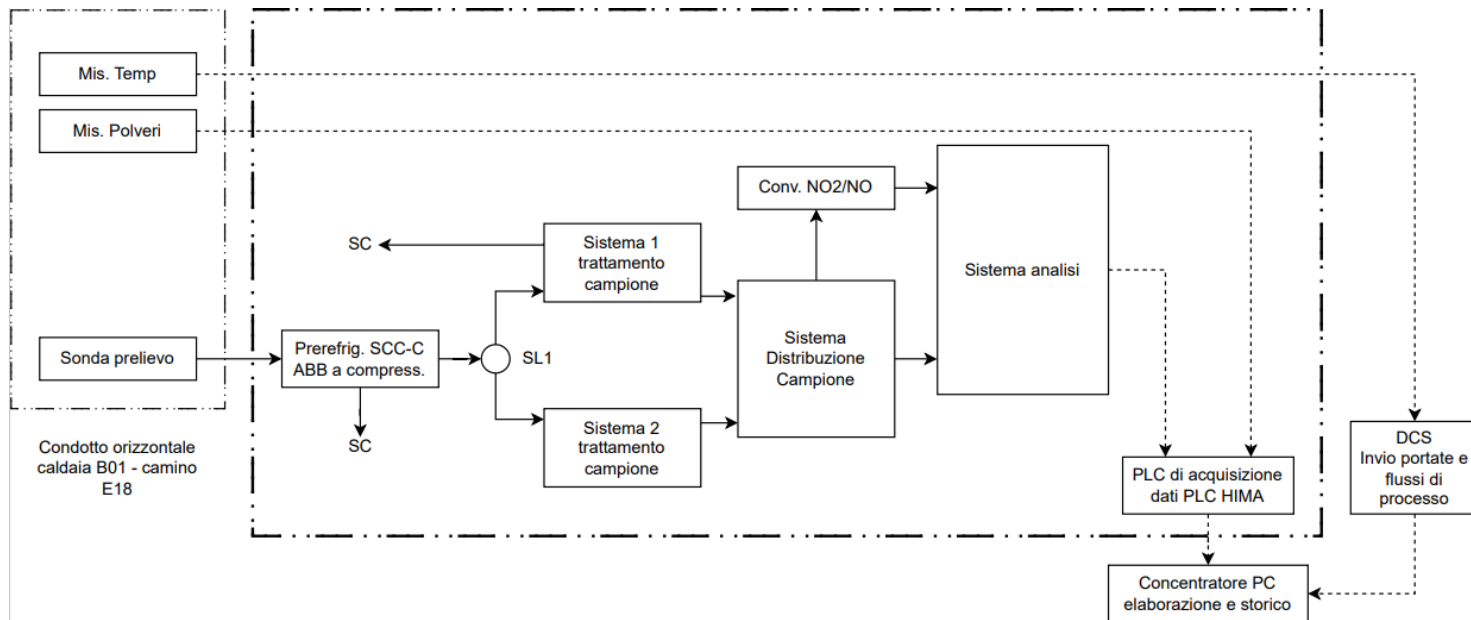 Mis. Temp
Mis. Polveri
Conv. NO2/NO
SC
Sistema 1
trattamento
campione
Sistema analisi
Sonda prelievo
Prerefrig. SCC-C
ABB a compress.
SL1
Sistema
Distribuzione
Campione
SC
Sistema 2
trattamento
campione
Condotto orizzontale
caldaia B01 - camino
E18
PLC di acquisizione
dati PLC HIMA
DCS
Invio portate e
flussi di
processo
Concentratore PC
elaborazione e storico